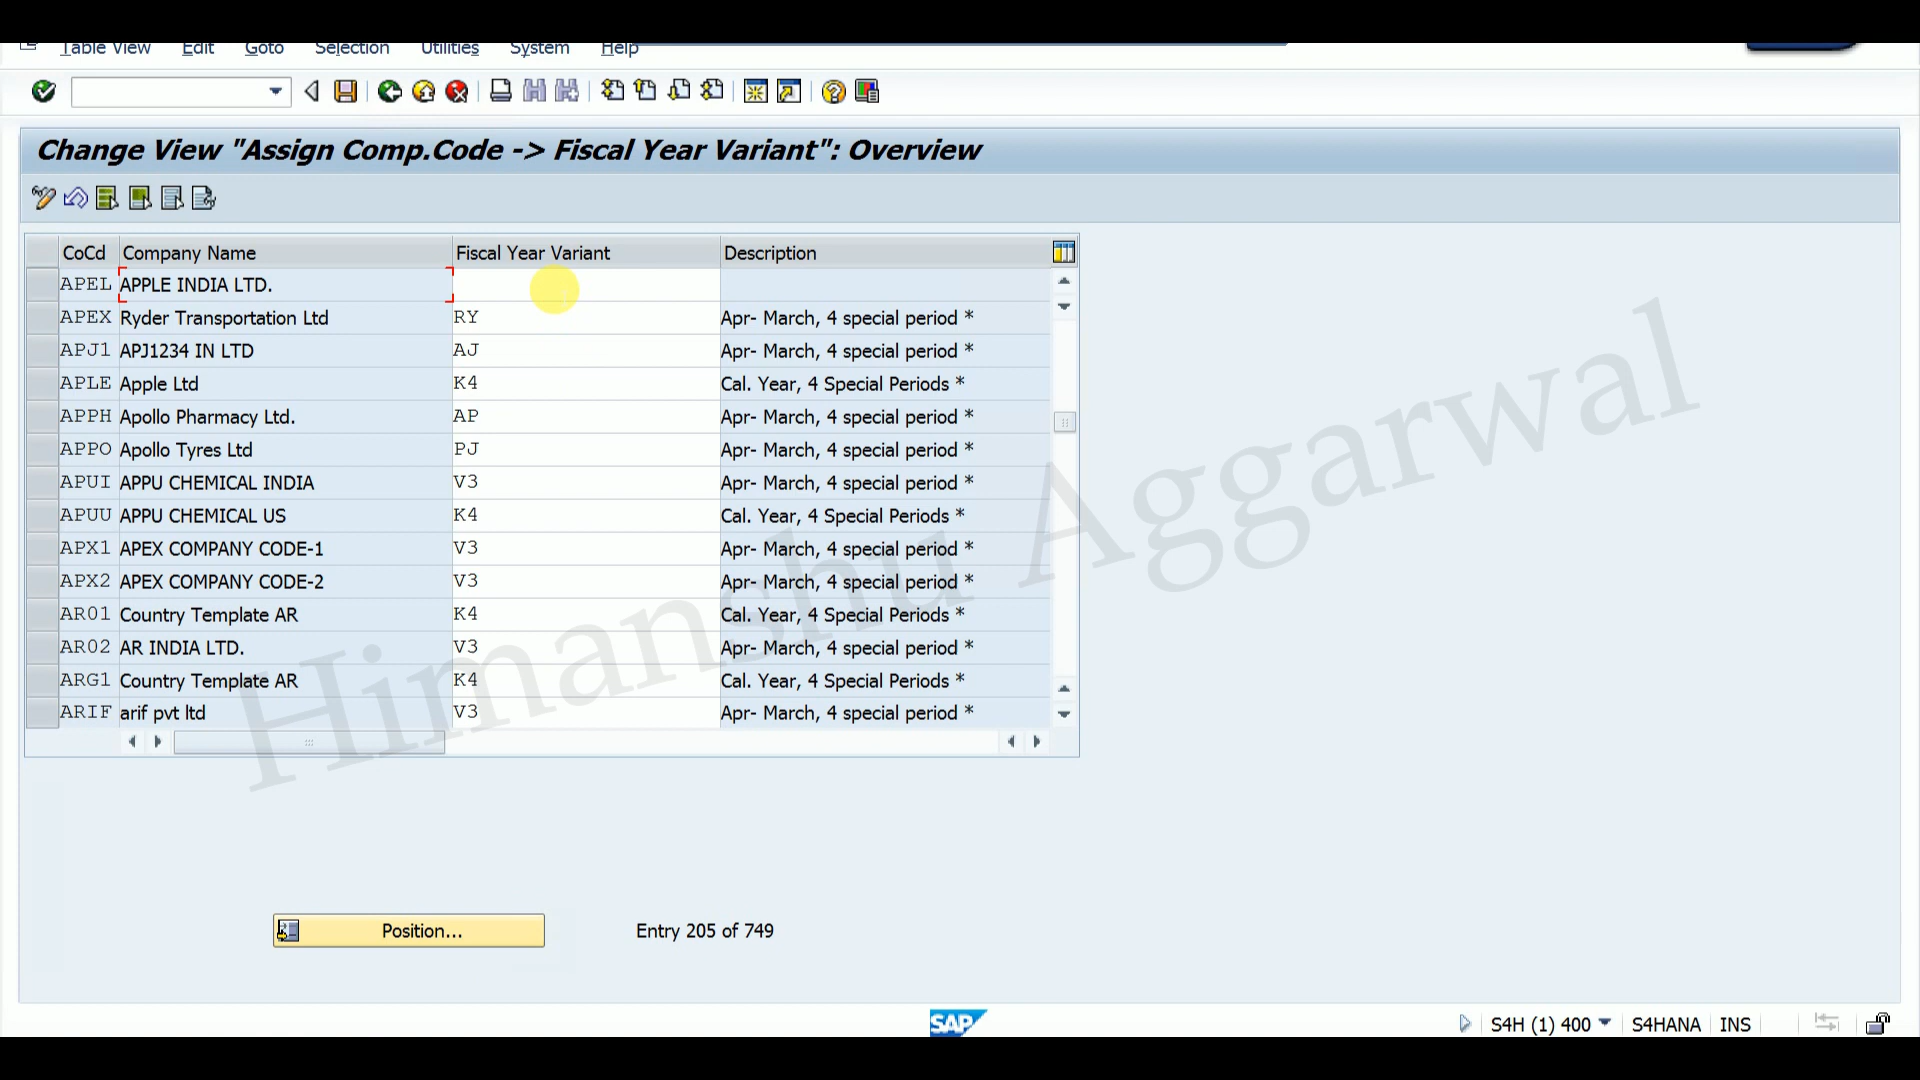 Table View Edit Goto Selection Utilities System Help
Change View "Assign Comp.Code -> Fiscal Year Variant": Overview
CoCd Company Name Fiscal Year Variant Description
APEL APPLE INDIA LTD.
APEX Ryder Transportation Ltd RY Apr- March, 4 special period *
APJ1 APJ1234 IN LTD AJ Apr- March, 4 special period *
APLE Apple Ltd K4 Cal. Year, 4 Special Periods *
APPH Apollo Pharmacy Ltd. AP Apr- March, 4 special period *
APPO Apollo Tyres Ltd PJ Apr- March, 4 special period *
APUI APPU CHEMICAL INDIA V3 Apr- March, 4 special period *
APUU APPU CHEMICAL US K4 Cal. Year, 4 Special Periods *
APX1 APEX COMPANY CODE-1 V3 Apr- March, 4 special period *
APX2 APEX COMPANY CODE-2 V3 Apr- March, 4 special period *
AR01 Country Template AR K4 Cal. Year, 4 Special Periods *
AR02 AR INDIA LTD. V3 Apr- March, 4 special period *
ARG1 Country Template AR K4 Cal. Year, 4 Special Periods *
ARIF arif pvt ltd V3 Apr- March, 4 special period *
Himanshu Aggarwal
Position... Entry 205 of 749
SAP S4H (1) 400 S4HANA INS